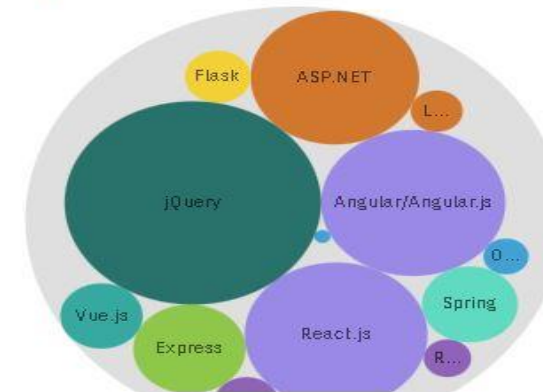 Flask
ASP.NET
L...
jQuery
Angular/Angular.js
O...
Vue.js
Spring
Express
React.js
R...